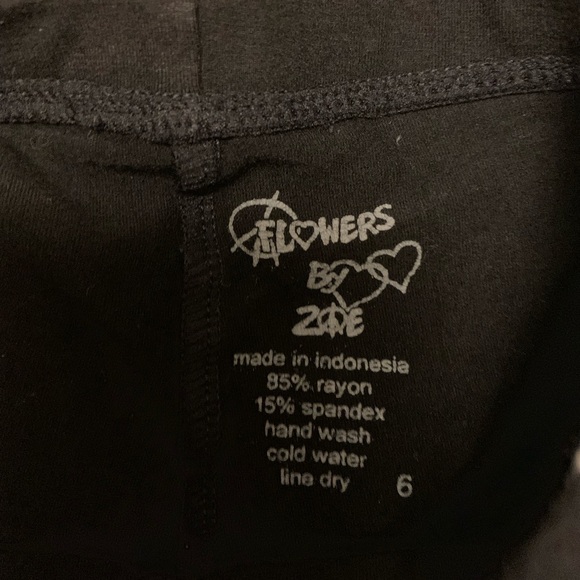 FLOWERS
By
ZOE
made in indonesia
85% rayon
15% spandex
hand wash
cold water
line dry 6